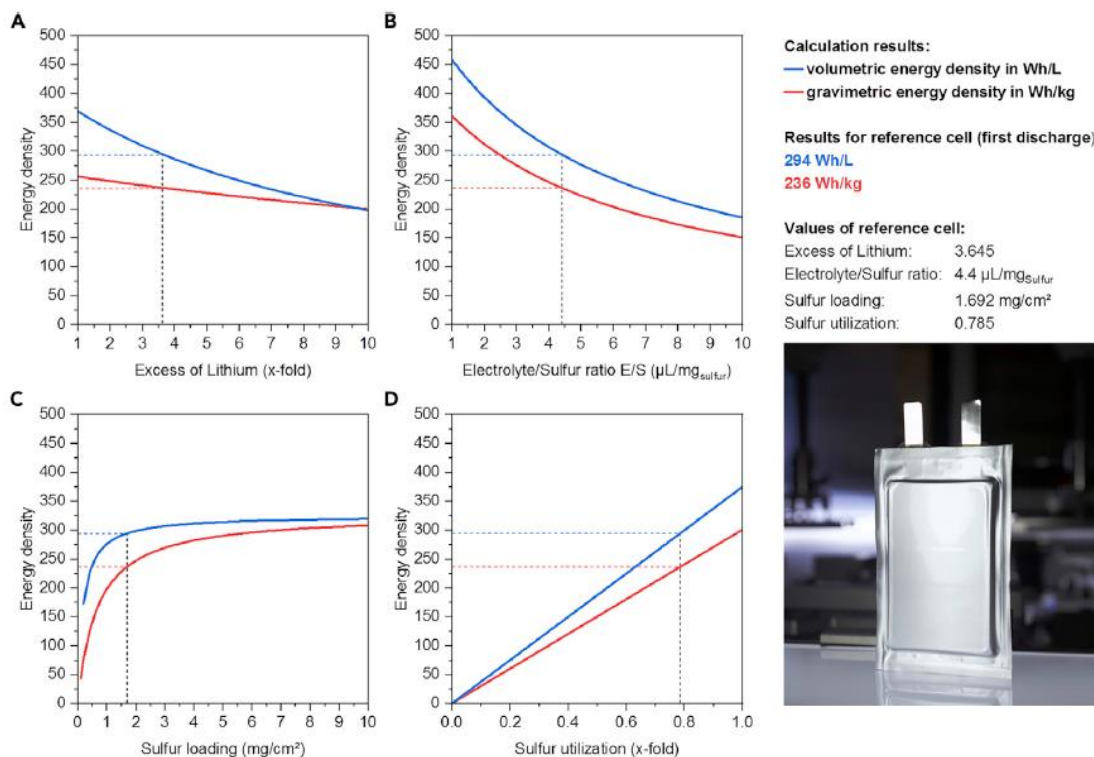 A
500
450
400
350
300
250
200
150
100
50
0
Energy density
1 2 3 4 5 6 7 8 9 10
Excess of Lithium (x-fold)
B
500
450
400
350
300
250
200
150
100
50
0
Energy density
1 2 3 4 5 6 7 8 9 10
Electrolyte/Sulfur ratio E/S (µL/mgsulfur)
Calculation results:
volumetric energy density in Wh/L
gravimetric energy density in Wh/kg
Results for reference cell (first discharge)
294 Wh/L
236 Wh/kg
Values of reference cell:
Excess of Lithium: 3.645
Electrolyte/Sulfur ratio: 4.4 µL/mgSulfur
Sulfur loading: 1.692 mg/cm²
Sulfur utilization: 0.785
C
500
450
400
350
300
250
200
150
100
50
0
Energy density
0 1 2 3 4 5 6 7 8 9 10
Sulfur loading (mg/cm²)
D
500
450
400
350
300
250
200
150
100
50
0
Energy density
0.0 0.2 0.4 0.6 0.8 1.0
Sulfur utilization (x-fold)